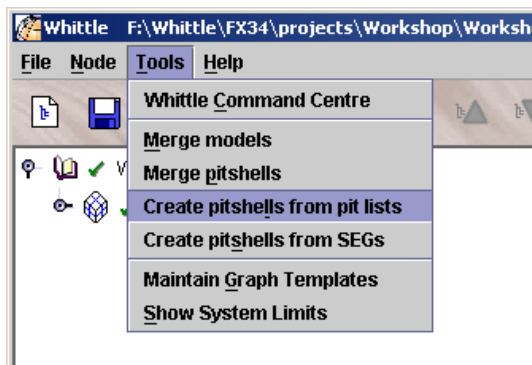 Whittle F:\Whittle\FX34\projects\Workshop\Worksh
File Node Tools Help
Whittle Command Centre
Merge models
Merge pitshells
Create pitshells from pit lists
Create pitshells from SEGs
Maintain Graph Templates
Show System Limits